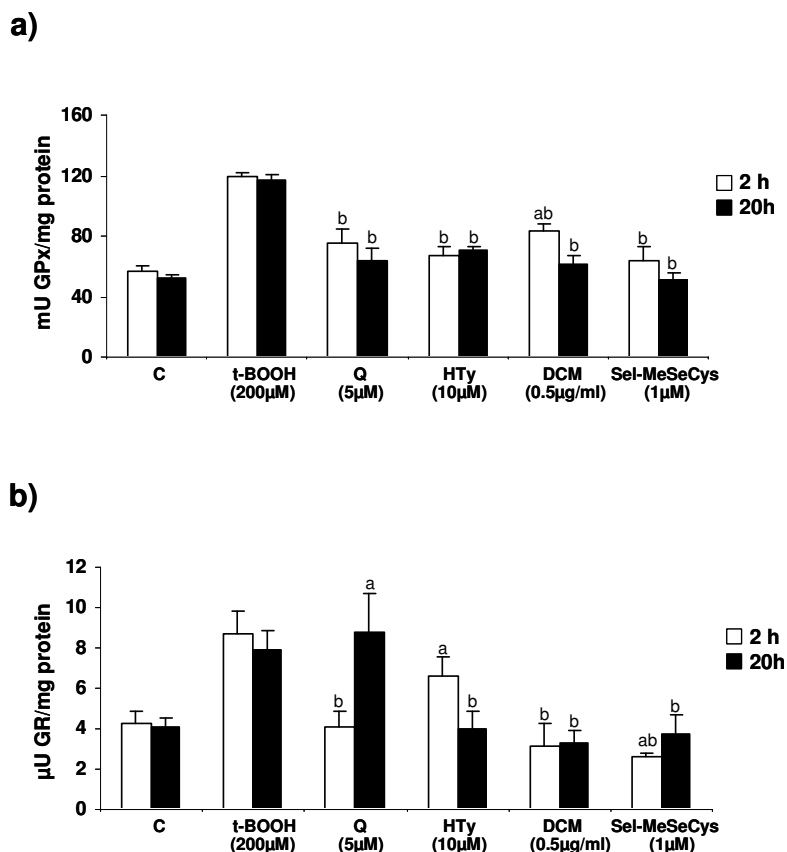 a)
mU GPx/mg protein
160
120
80
40
0
b
b
b
b
ab
b
b
b
2 h
20h
C
t-BOOH
(200µM)
Q
(5µM)
HTy
(10µM)
DCM
(0.5µg/ml)
Sel-MeSeCys
(1µM)
b)
µU GR/mg protein
12
10
8
6
4
2
0
b
a
a
b
b
b
ab
b
2 h
20h
C
t-BOOH
(200µM)
Q
(5µM)
HTy
(10µM)
DCM
(0.5µg/ml)
Sel-MeSeCys
(1µM)